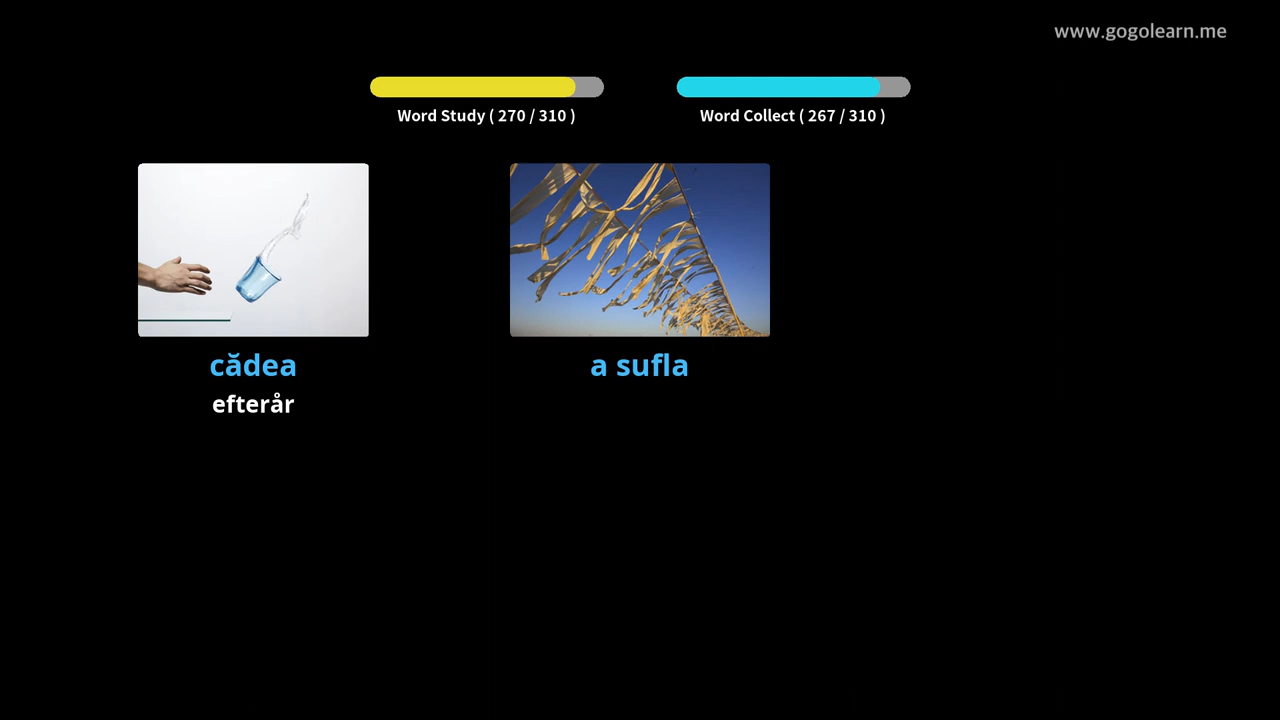 www.gogolearn.me
Word Study ( 270 / 310 )
Word Collect ( 267 / 310 )
cădea
efterår
a sufla